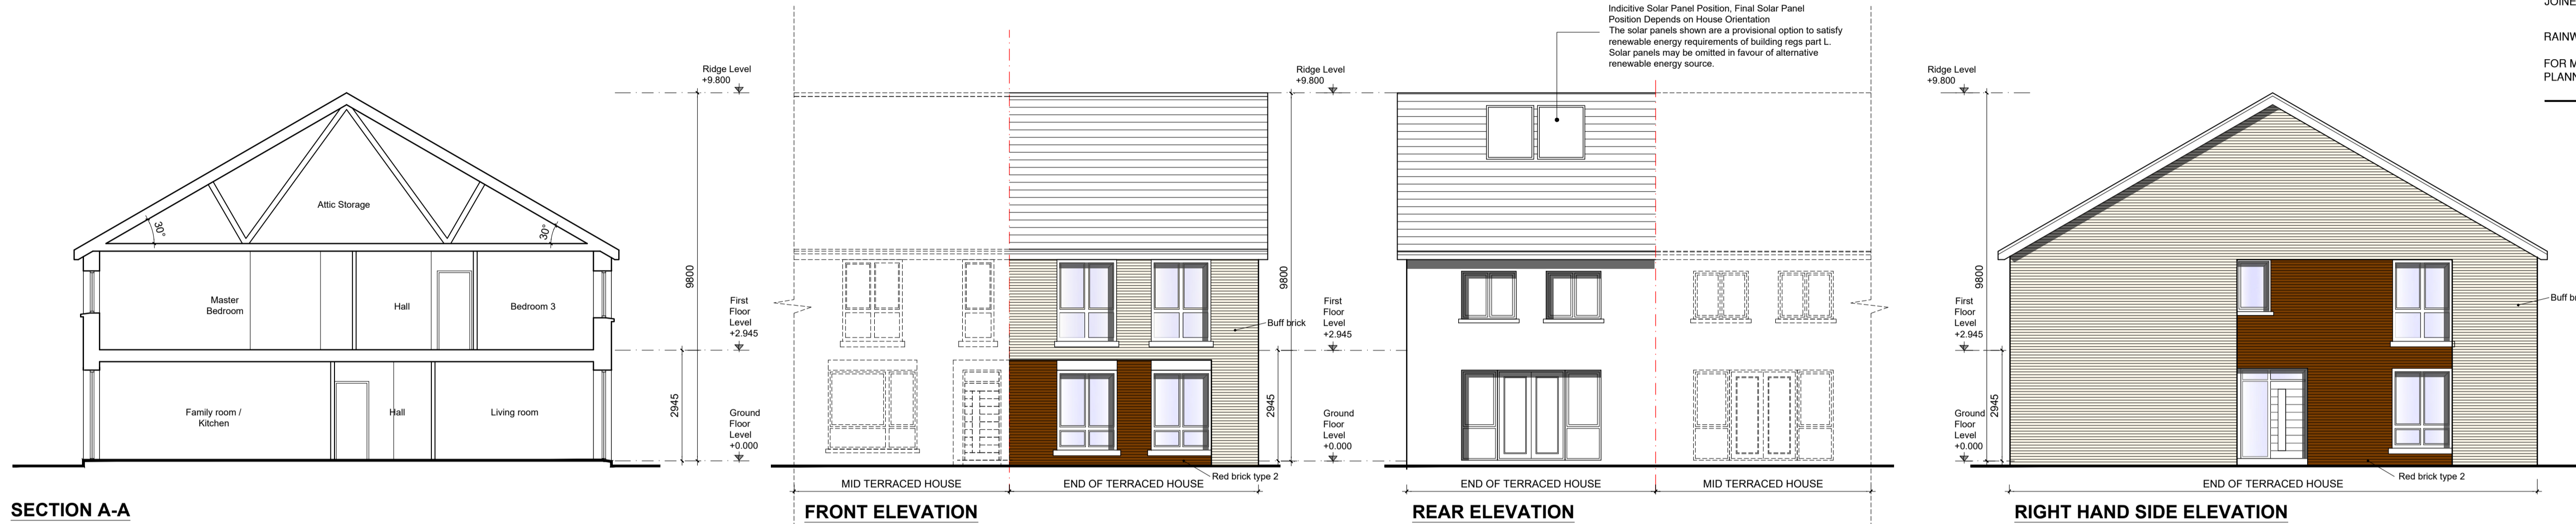 Attic Storage
30°
30°
Master
Bedroom
Hall
Bedroom 3
Family room /
Kitchen
Hall
Living room
SECTION A-A
Ridge Level
+9.800
9800
First
Floor
Level
+2.945
2945
Ground
Floor
Level
+0.000
Buff brick
Red brick type 2
MID TERRACED HOUSE
END OF TERRACED HOUSE
FRONT ELEVATION
Indicitive Solar Panel Position, Final Solar Panel
Position Depends on House Orientation
The solar panels shown are a provisional option to satisfy
renewable energy requirements of building regs part L.
Solar panels may be omitted in favour of alternative
renewable energy source.
Ridge Level
+9.800
9800
First
Floor
Level
+2.945
2945
Ground
Floor
Level
+0.000
END OF TERRACED HOUSE
MID TERRACED HOUSE
REAR ELEVATION
Ridge Level
+9.800
9800
First
Floor
Level
+2.945
2945
Ground
Floor
Level
+0.000
Buff
Red brick type 2
END OF TERRACED HOUSE
RIGHT HAND SIDE ELEVATION
FOR